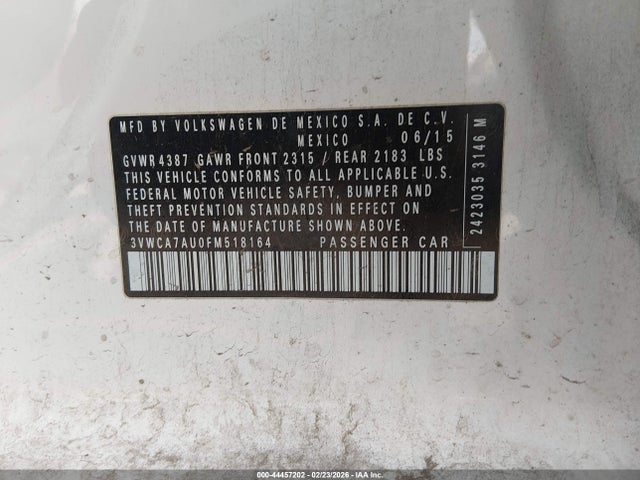 MFD BY VOLKSWAGEN DE MEXICO S.A. DE C.V.
MEXICO 06/15
GVWR 4387 GAWR FRONT 2315 / REAR 2183 LBS
THIS VEHICLE CONFORMS TO ALL APPLICABLE U.S.
FEDERAL MOTOR VEHICLE SAFETY, BUMPER AND
THEFT PREVENTION STANDARDS IN EFFECT ON
THE DATE OF MANUFACTURE SHOWN ABOVE.
3VWCA7AU0FM518164 PASSENGER CAR
2423035 3146 M
000-44457202 - 02/23/2026 - IAA Inc.